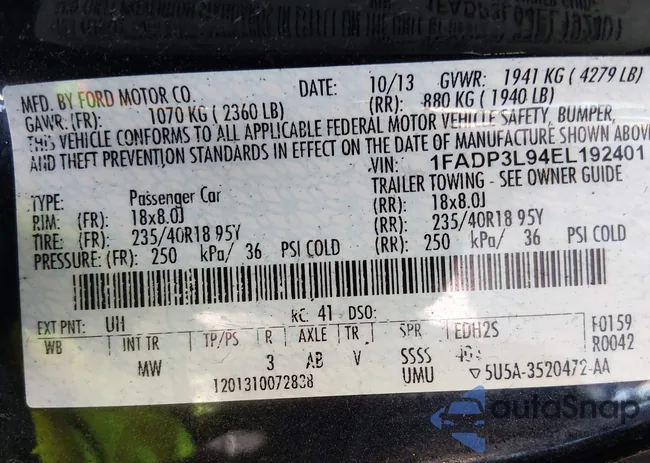 MFD. BY FORD MOTOR CO. DATE: 10/13 GVWR: 1941 KG ( 4279 LB)
GAWR: (FR): 1070 KG ( 2360 LB) (RR): 880 KG ( 1940 LB)
THIS VEHICLE CONFORMS TO ALL APPLICABLE FEDERAL MOTOR VEHICLE SAFETY, BUMPER,
AND THEFT PREVENTION STANDARDS IN EFFECT ON THE DATE OF MANUFACTURE SHOWN ABOVE
VIN: 1FADP3L94EL192401
TYPE: Passenger Car TRAILER TOWING - SEE OWNER GUIDE
RIM: (FR) 18x8.0J (RR): 18x8.0J
TIRE: (FR) 235/40R18 95Y (RR): 235/40R18 95Y
PRESSURE: (FR) 250 kPa/ 36 PSI COLD (RR): 250 kPa/ 36 PSI COLD
EXT PNT: UH RC: 41 DSO:
WB INT TR TP/PS R AXLE TR SPR EDH2S F0159
MW 3 AB V SSSS R0042
1201310072838 UMU ▽5U5A-3520472-AA
autoSnap